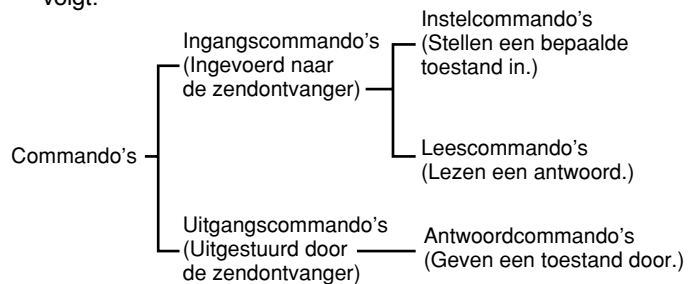 volgt:
Commando's
Ingangscommando's
(Ingevoerd naar
de zendontvanger)
Instelcommando's
(Stellen een bepaalde
toestand in.)
Leescommando's
(Lezen een antwoord.)
Uitgangscommando's
(Uitgestuurd door
de zendontvanger)
Antwoordcommando's
(Geven een toestand door.)